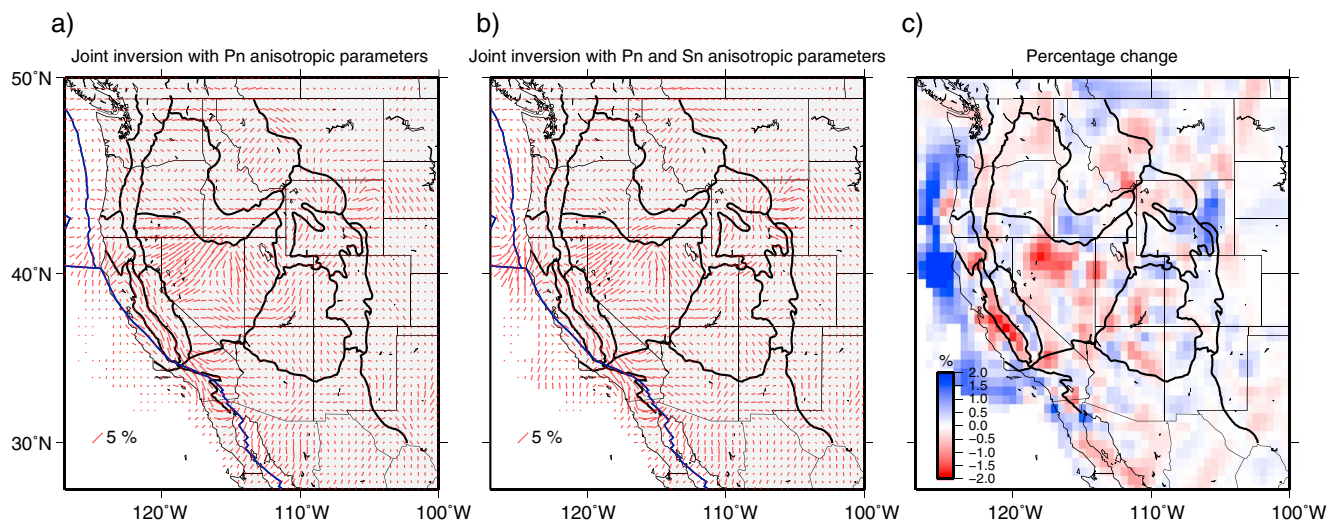 a)
b)
c)
Joint inversion with Pn anisotropic parameters
Joint inversion with Pn and Sn anisotropic parameters
Percentage change
50˚N
40˚N
30˚N
5 %
5 %
%
2.0
1.5
1.0
0.5
0.0
−0.5
−1.0
−1.5
−2.0
120˚W
110˚W
100˚W
120˚W
110˚W
100˚W
120˚W
110˚W
100˚W